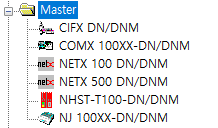 Master
CIFX DN/DNM
COMX 100XX-DN/DNM
NETX 100 DN/DNM
NETX 500 DN/DNM
NHST-T100-DN/DNM
NJ 100XX-DN/DNM